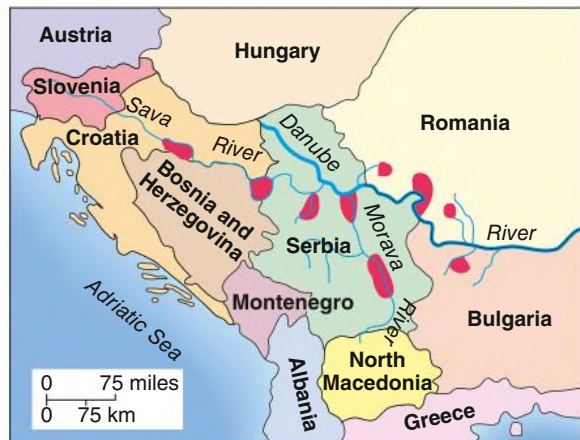 Austria
Hungary
Slovenia
Sava
River
Croatia
Danube
Romania
Bosnia and
Herzegovina
Serbia
Morava
River
River
Adriatic Sea
Montenegro
Bulgaria
Albania
North
Macedonia
Greece
0 75 miles
0 75 km